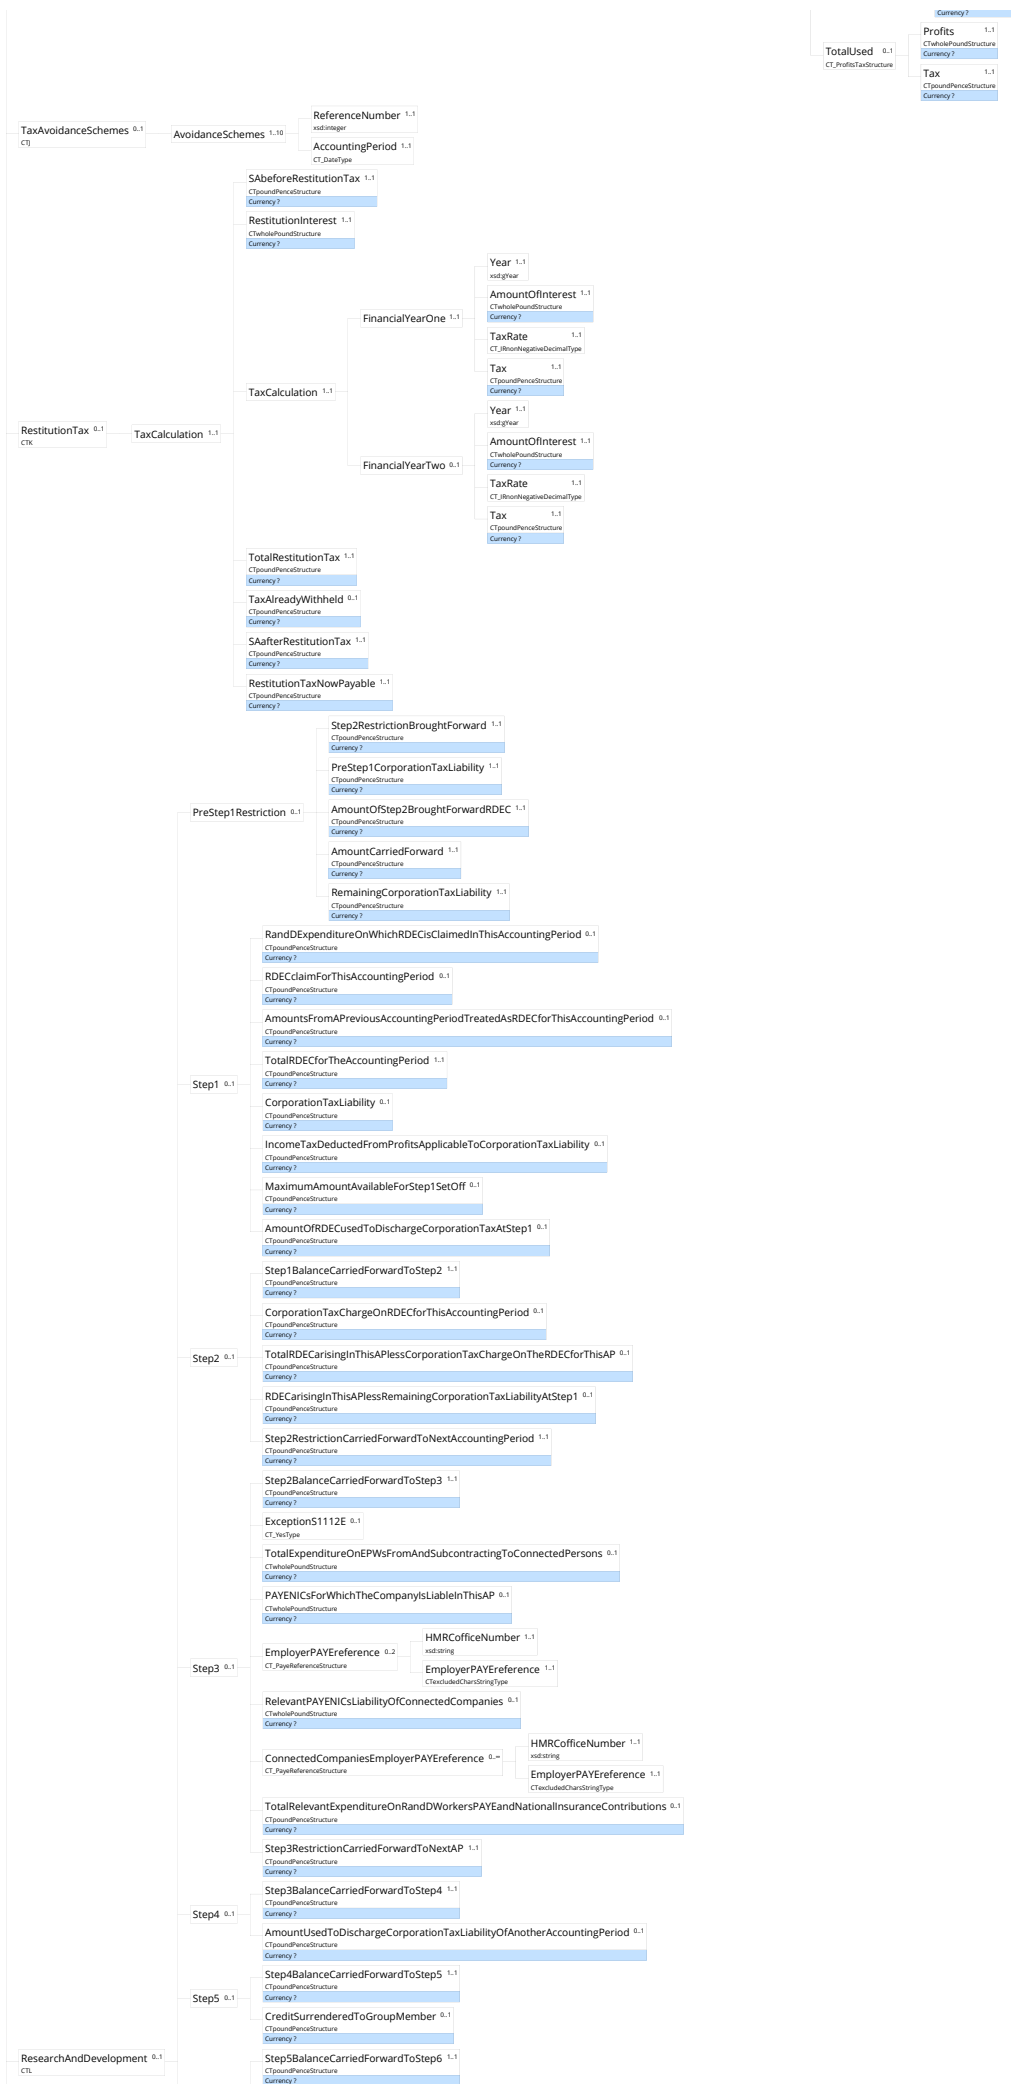 Currency ?
Profits 1..1
CTwholePoundStructure
Currency ?
TotalUsed 0..1
CT_ProfitsTaxStructure
Tax 1..1
CTpoundPenceStructure
Currency ?
TaxAvoidanceSchemes 0..1
CTJ
AvoidanceSchemes 1..10
ReferenceNumber 1..1
xsd:integer
AccountingPeriod 1..1
CT_DateType
SAbeforeRestitutionTax 1..1
CTpoundPenceStructure
Currency ?
RestitutionInterest 1..1
CTwholePoundStructure
Currency ?
Year 1..1
xsd:gYear
AmountOfInterest 1..1
CTwholePoundStructure
Currency ?
FinancialYearOne 1..1
TaxRate 1..1
CT_IRnonNegativeDecimalType
Tax 1..1
CTpoundPenceStructure
Currency ?
TaxCalculation 1..1
Year 1..1
xsd:gYear
RestitutionTax 0..1
CTK
TaxCalculation 1..1
AmountOfInterest 1..1
CTwholePoundStructure
Currency ?
FinancialYearTwo 0..1
TaxRate 1..1
CT_IRnonNegativeDecimalType
Tax 1..1
CTpoundPenceStructure
Currency ?
TotalRestitutionTax 1..1
CTpoundPenceStructure
Currency ?
TaxAlreadyWithheld 0..1
CTpoundPenceStructure
Currency ?
SAafterRestitutionTax 1..1
CTpoundPenceStructure
Currency ?
RestitutionTaxNowPayable 1..1
CTpoundPenceStructure
Currency ?
Step2RestrictionBroughtForward 1..1
CTpoundPenceStructure
Currency ?
PreStep1CorporationTaxLiability 1..1
CTpoundPenceStructure
Currency ?
PreStep1Restriction 0..1
AmountOfStep2BroughtForwardRDEC 1..1
CTpoundPenceStructure
Currency ?
AmountCarriedForward 1..1
CTpoundPenceStructure
Currency ?
RemainingCorporationTaxLiability 1..1
CTpoundPenceStructure
Currency ?
RandDExpenditureOnWhichRDECisClaimedInThisAccountingPeriod 0..1
CTpoundPenceStructure
Currency ?
RDECclaimForThisAccountingPeriod 0..1
CTpoundPenceStructure
Currency ?
AmountsFromAPreviousAccountingPeriodTreatedAsRDECforThisAccountingPeriod 0..1
CTpoundPenceStructure
Currency ?
TotalRDECforTheAccountingPeriod 1..1
CTpoundPenceStructure
Currency ?
Step1 0..1
CorporationTaxLiability 0..1
CTpoundPenceStructure
Currency ?
IncomeTaxDeductedFromProfitsApplicableToCorporationTaxLiability 0..1
CTpoundPenceStructure
Currency ?
MaximumAmountAvailableForStep1SetOff 0..1
CTpoundPenceStructure
Currency ?
AmountOfRDECusedToDischargeCorporationTaxAtStep1 0..1
CTpoundPenceStructure
Currency ?
Step1BalanceCarriedForwardToStep2 1..1
CTpoundPenceStructure
Currency ?
CorporationTaxChargeOnRDECforThisAccountingPeriod 0..1
CTpoundPenceStructure
Currency ?
Step2 0..1
TotalRDECarisingInThisAPlessCorporationTaxChargeOnTheRDECforThisAP 0..1
CTpoundPenceStructure
Currency ?
RDECarisingInThisAPlessRemainingCorporationTaxLiabilityAtStep1 0..1
CTpoundPenceStructure
Currency ?
Step2RestrictionCarriedForwardToNextAccountingPeriod 1..1
CTpoundPenceStructure
Currency ?
Step2BalanceCarriedForwardToStep3 1..1
CTpoundPenceStructure
Currency ?
ExceptionS1112E 0..1
CT_YesType
TotalExpenditureOnEPWsFromAndSubcontractingToConnectedPersons 0..1
CTwholePoundStructure
Currency ?
PAYENICsForWhichTheCompanyIsLiableInThisAP 0..1
CTwholePoundStructure
Currency ?
HMRCofficeNumber 1..1
xsd:string
EmployerPAYEreference 0..2
CT_PayeReferenceStructure
EmployerPAYEreference 1..1
CTexcludedCharsStringType
Step3 0..1
RelevantPAYENICsLiabilityOfConnectedCompanies 0..1
CTwholePoundStructure
Currency ?
HMRCofficeNumber 1..1
xsd:string
ConnectedCompaniesEmployerPAYEreference 0..∞
CT_PayeReferenceStructure
EmployerPAYEreference 1..1
CTexcludedCharsStringType
TotalRelevantExpenditureOnRandDWorkersPAYEandNationalInsuranceContributions 0..1
CTpoundPenceStructure
Currency ?
Step3RestrictionCarriedForwardToNextAP 1..1
CTpoundPenceStructure
Currency ?
Step3BalanceCarriedForwardToStep4 1..1
CTpoundPenceStructure
Currency ?
Step4 0..1
AmountUsedToDischargeCorporationTaxLiabilityOfAnotherAccountingPeriod 0..1
CTpoundPenceStructure
Currency ?
Step4BalanceCarriedForwardToStep5 1..1
CTpoundPenceStructure
Currency ?
Step5 0..1
CreditSurrenderedToGroupMember 0..1
CTpoundPenceStructure
Currency ?
ResearchAndDevelopment 0..1
CTL
Step5BalanceCarriedForwardToStep6 1..1
CTpoundPenceStructure
Currency ?